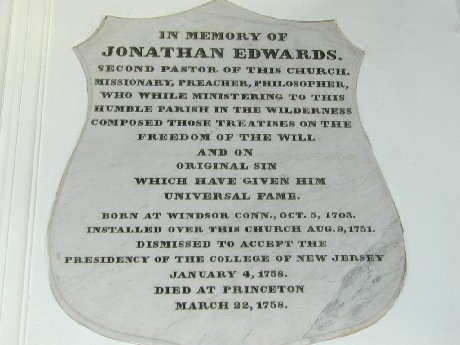 IN MEMORY OF
JONATHAN EDWARDS.
SECOND PASTOR OF THIS CHURCH.
MISSIONARY, PREACHER, PHILOSOPHER,
WHO WHILE MINISTERING TO THIS
HUMBLE PARISH IN THE WILDERNESS
COMPOSED THOSE TREATISES ON THE
FREEDOM OF THE WILL
AND ON
ORIGINAL SIN
WHICH HAVE GIVEN HIM
UNIVERSAL FAME.
BORN AT WINDSOR CONN., OCT. 5, 1703.
INSTALLED OVER THIS CHURCH AUG. 8, 1751.
DISMISSED TO ACCEPT THE
PRESIDENCY OF THE COLLEGE OF NEW JERSEY
JANUARY 4, 1758.
DIED AT PRINCETON
MARCH 22, 1758.